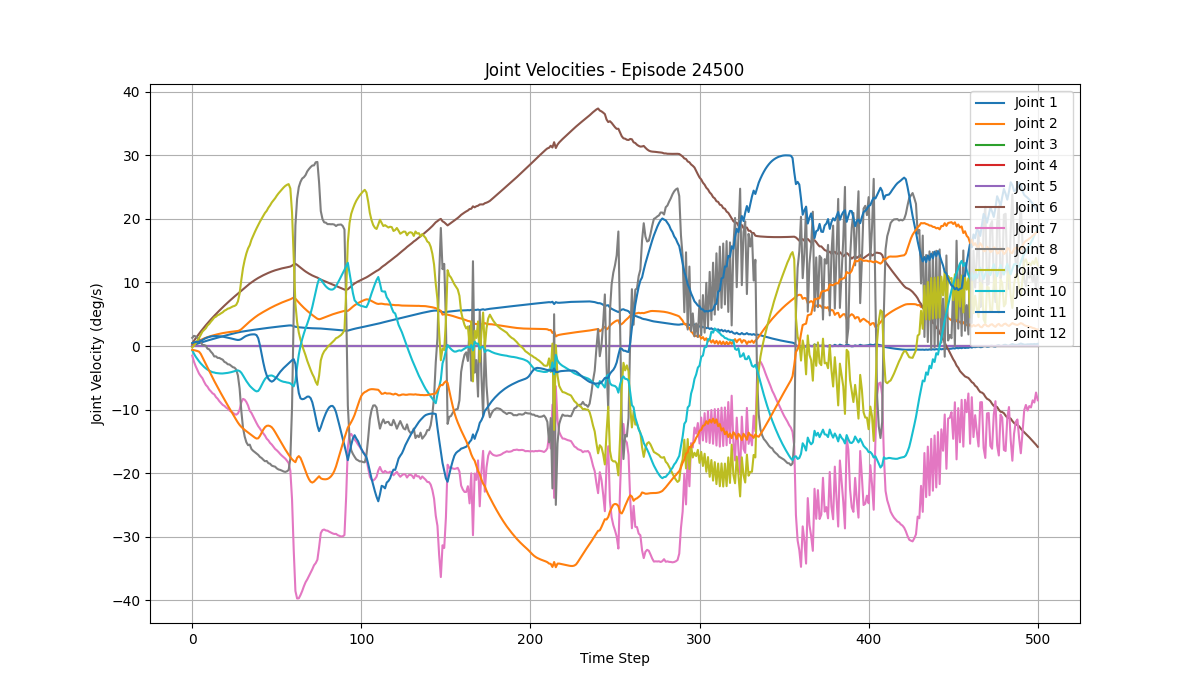 Joint Velocities - Episode 24500
Joint Velocity (deg/s)
40
30
20
10
0
−10
−20
−30
−40
0
100
200
300
400
500
Time Step
Joint 1
Joint 2
Joint 3
Joint 4
Joint 5
Joint 6
Joint 7
Joint 8
Joint 9
Joint 10
Joint 11
Joint 12